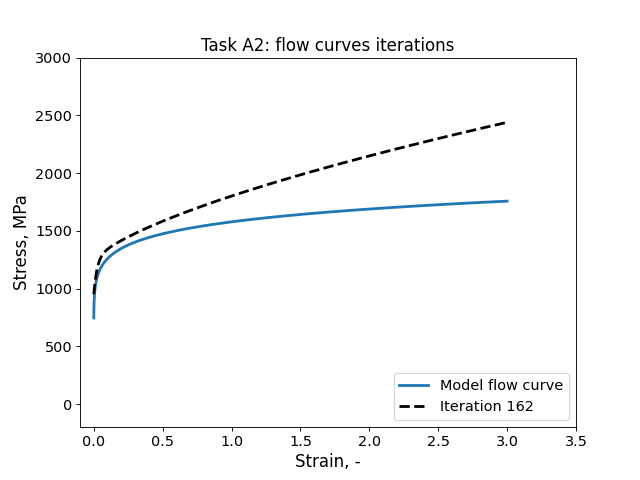 Task A2: flow curves iterations
3000
2500
2000
1500
1000
500
0
Stress, MPa
0.0 0.5 1.0 1.5 2.0 2.5 3.0 3.5
Strain, -
Model flow curve
Iteration 162